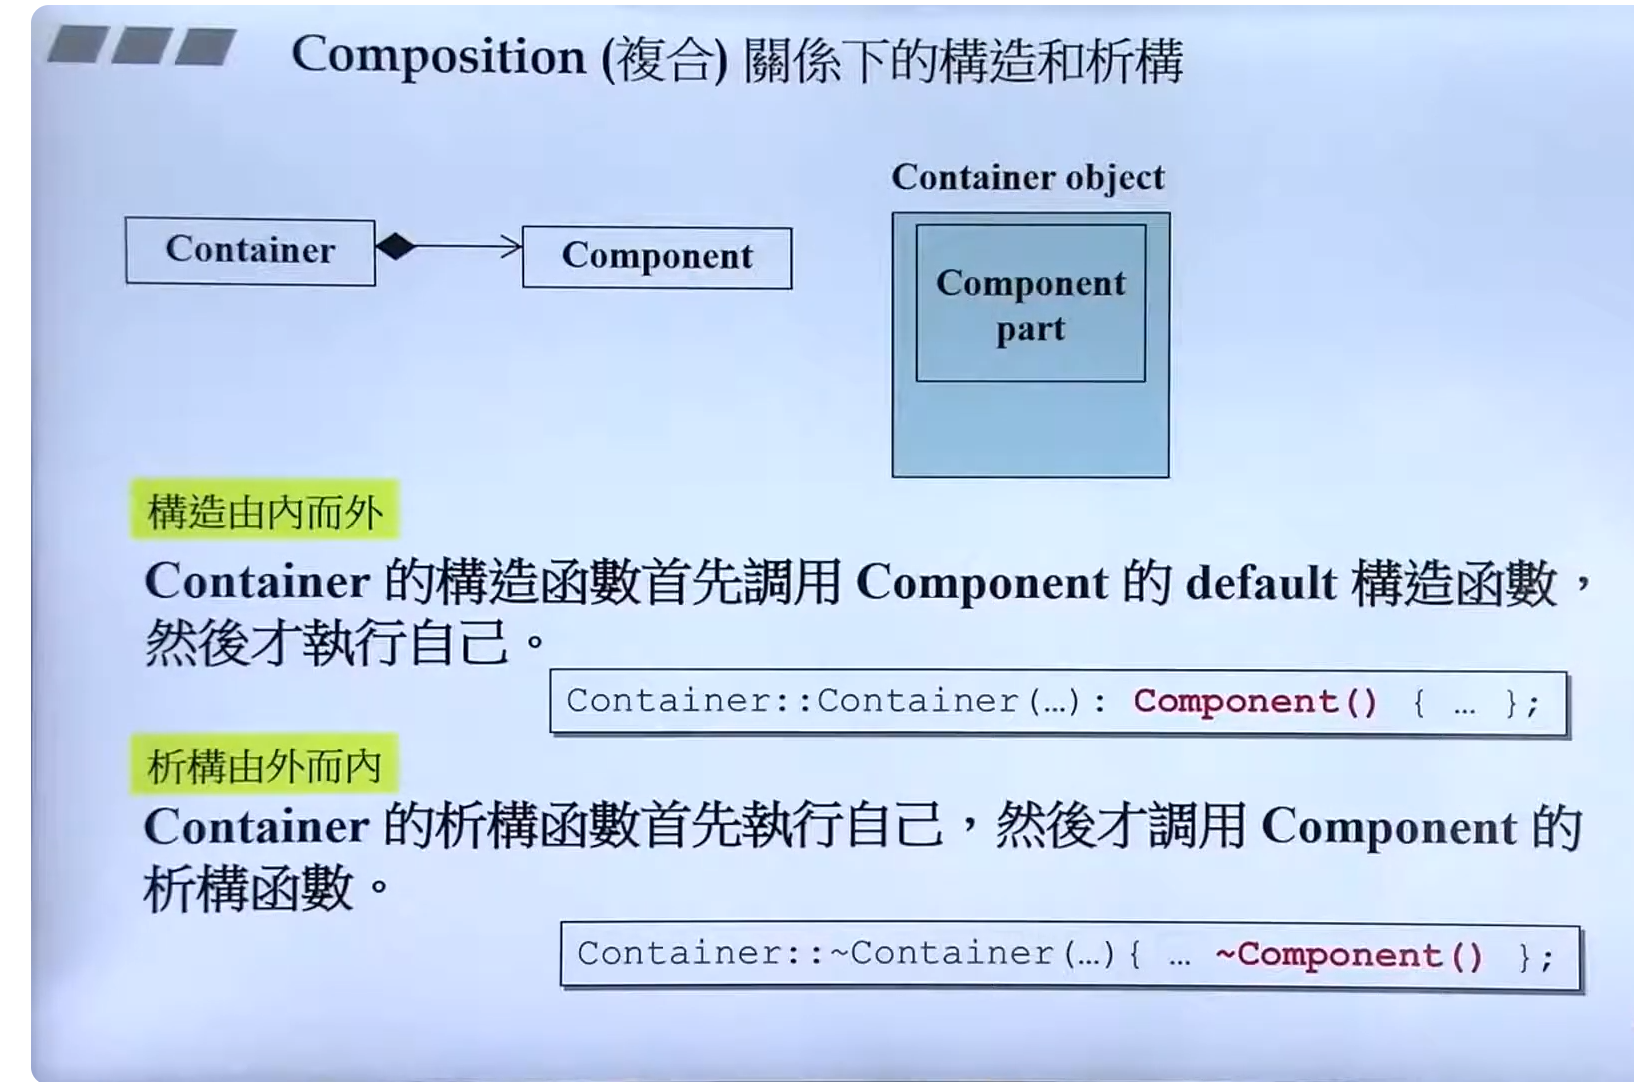 Composition (複合) 關係下的構造和析構
Container object
Container
Component
Component
part
構造由內而外
Container 的構造函數首先調用 Component 的 default 構造函數，
然後才執行自己。
Container::Container(…): Component() { … };
析構由外而內
Container 的析構函數首先執行自己，然後才調用 Component 的
析構函數。
Container::~Container(…){ … ~Component() };